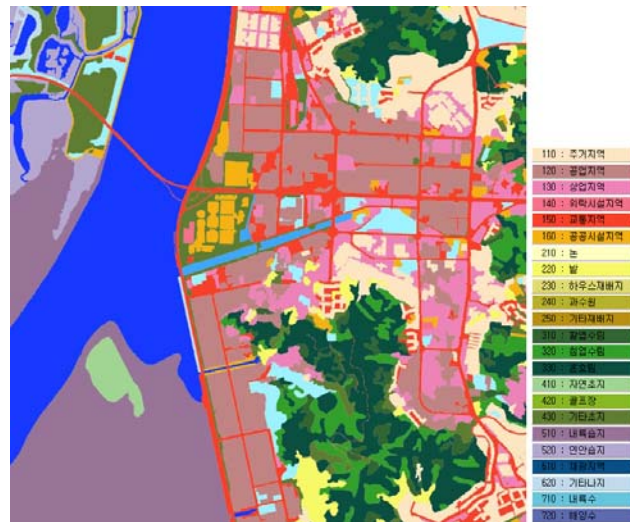 110 : 주거지역
120 : 공업지역
130 : 상업지역
140 : 위락시설지역
150 : 교통지역
160 : 공공시설지역
210 : 논
220 : 밭
230 : 하우스재배지
240 : 과수원
250 : 기타재배지
310 : 활엽수림
320 : 침엽수림
330 : 혼효림
410 : 자연초지
420 : 골프장
430 : 기타초지
510 : 내륙습지
520 : 연안습지
610 : 채광지역
620 : 기타나지
710 : 내륙수
720 : 해양수